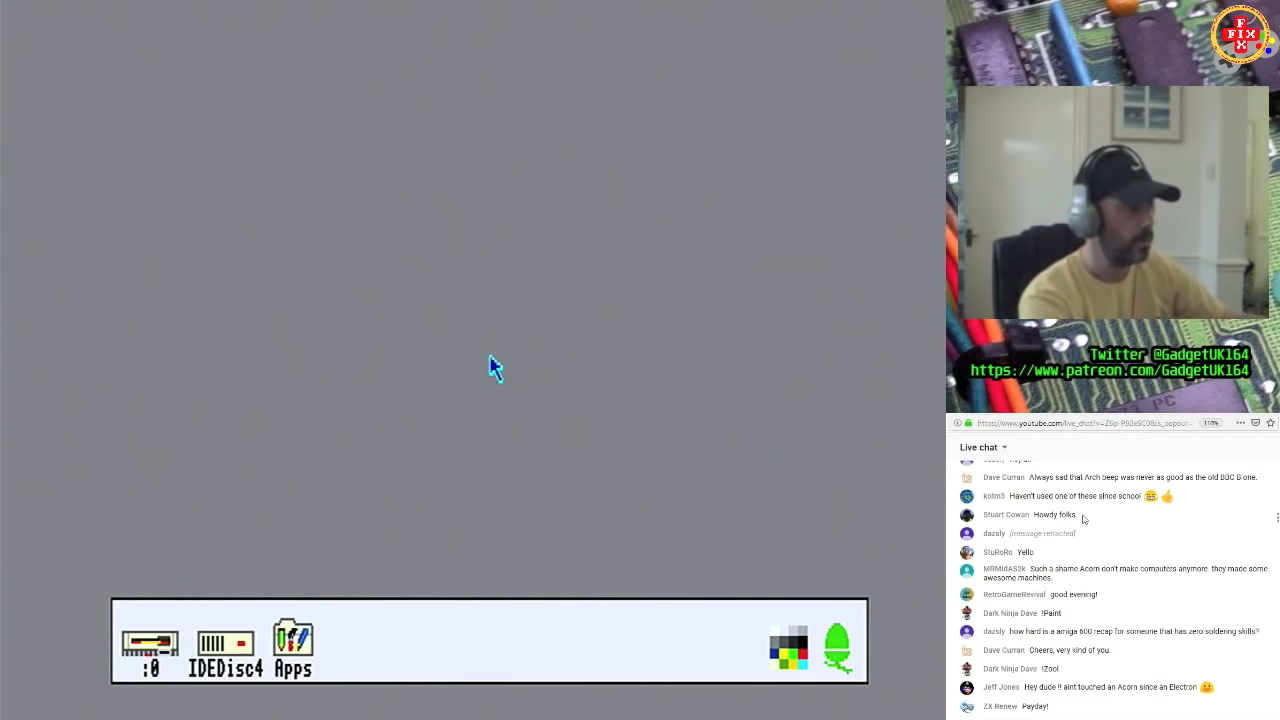 :0
IDEDisc4
Apps
F
FIX
X
Twitter @GadgetUK164
https://www.patreon.com/GadgetUK164
110%
Live chat
Dave Curran Always sad that Arch beep was never as good as the old BBC B one.
kotm3 Haven't used one of these since school
Stuart Cowan Howdy folks
dazsly [message retracted]
StuRoRo Yello
MRMIdAS2k Such a shame Acorn don't make computers anymore. they made some
awesome machines.
RetroGameRevival good evening!
Dark Ninja Dave !Paint
dazsly how hard is a amiga 600 recap for someone that has zero soldering skills?
Dave Curran Cheers, very kind of you.
Dark Ninja Dave !Zool
Jeff Jones Hey dude !! aint touched an Acorn since an Electron
ZX Renew Payday!